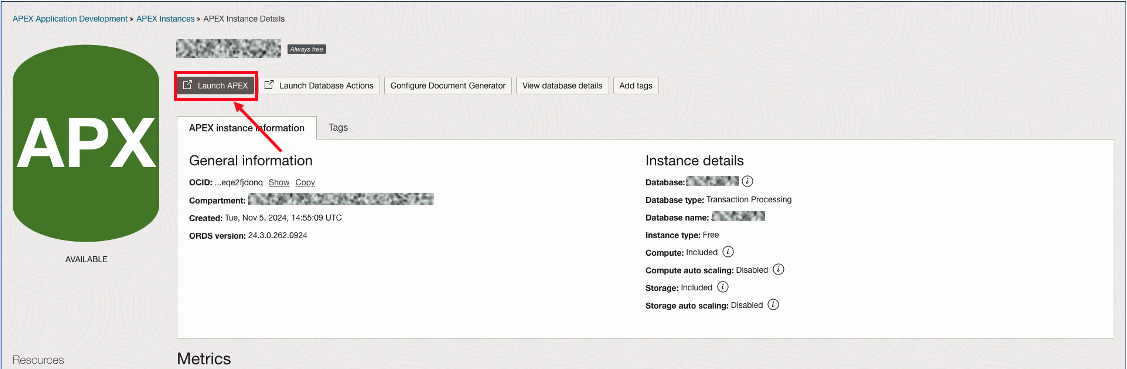 APEX Application Development » APEX Instances » APEX Instance Details
Always free
Launch APEX Launch Database Actions Configure Document Generator View database details Add tags
APX
AVAILABLE
APEX instance information Tags
General information
OCID: ...eqe2fjdonq Show Copy
Compartment:
Created: Tue, Nov 5, 2024, 14:55:09 UTC
ORDS version: 24.3.0.262.0924
Instance details
Database:
Database type: Transaction Processing
Database name:
Instance type: Free
Compute: Included
Compute auto scaling: Disabled
Storage: Included
Storage auto scaling: Disabled
Resources
Metrics